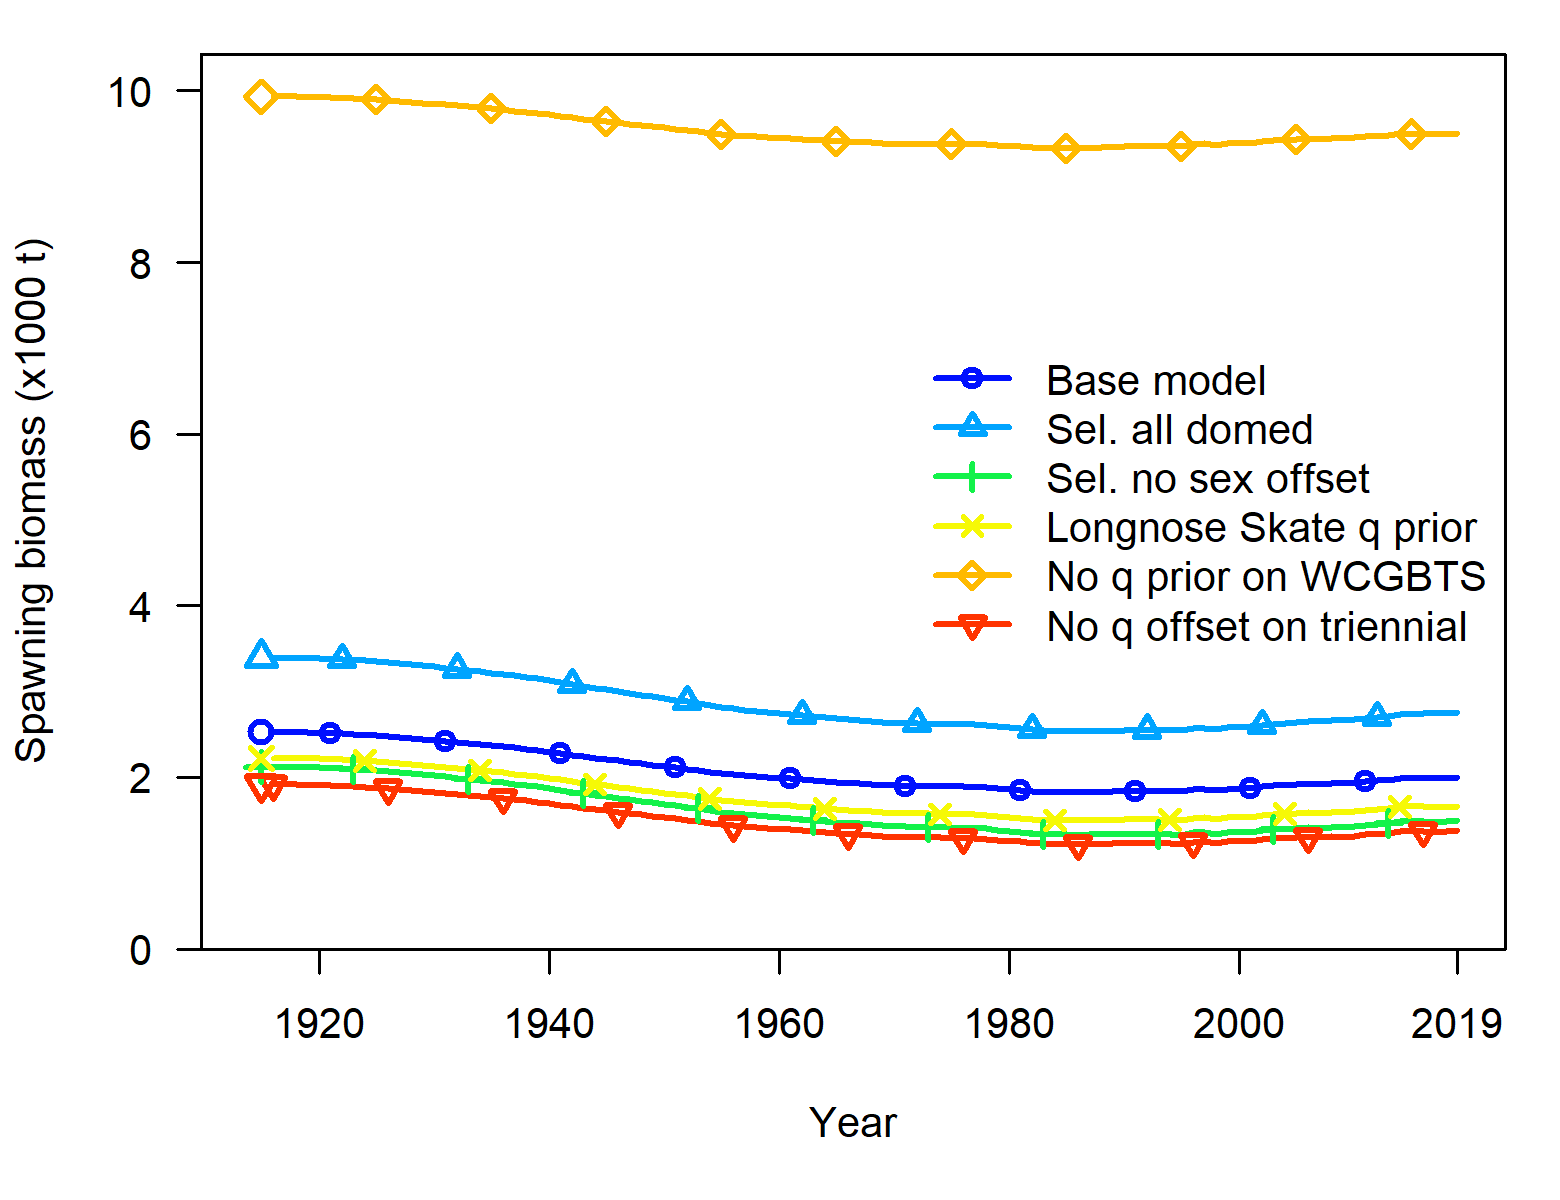 Spawning biomass (x1000 t)
10
8
6
4
2
0
Base model
Sel. all domed
Sel. no sex offset
Longnose Skate q prior
No q prior on WCGBTS
No q offset on triennial
1920 1940 1960 1980 2000 2019
Year